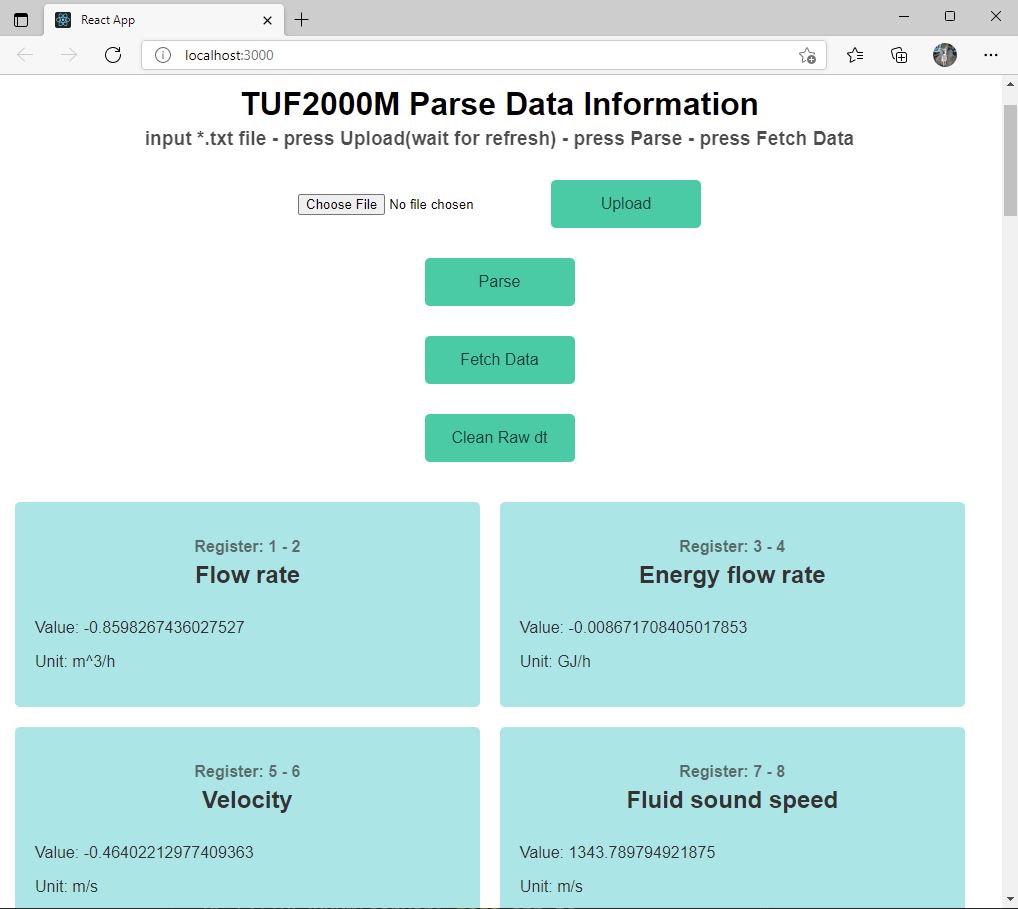 React App
localhost:3000
TUF2000M Parse Data Information
input *.txt file - press Upload(wait for refresh) - press Parse - press Fetch Data
Choose File No file chosen Upload
Parse
Fetch Data
Clean Raw dt
Register: 1 - 2
Flow rate
Value: -0.8598267436027527
Unit: m^3/h
Register: 3 - 4
Energy flow rate
Value: -0.008671708405017853
Unit: GJ/h
Register: 5 - 6
Velocity
Value: -0.46402212977409363
Unit: m/s
Register: 7 - 8
Fluid sound speed
Value: 1343.789794921875
Unit: m/s